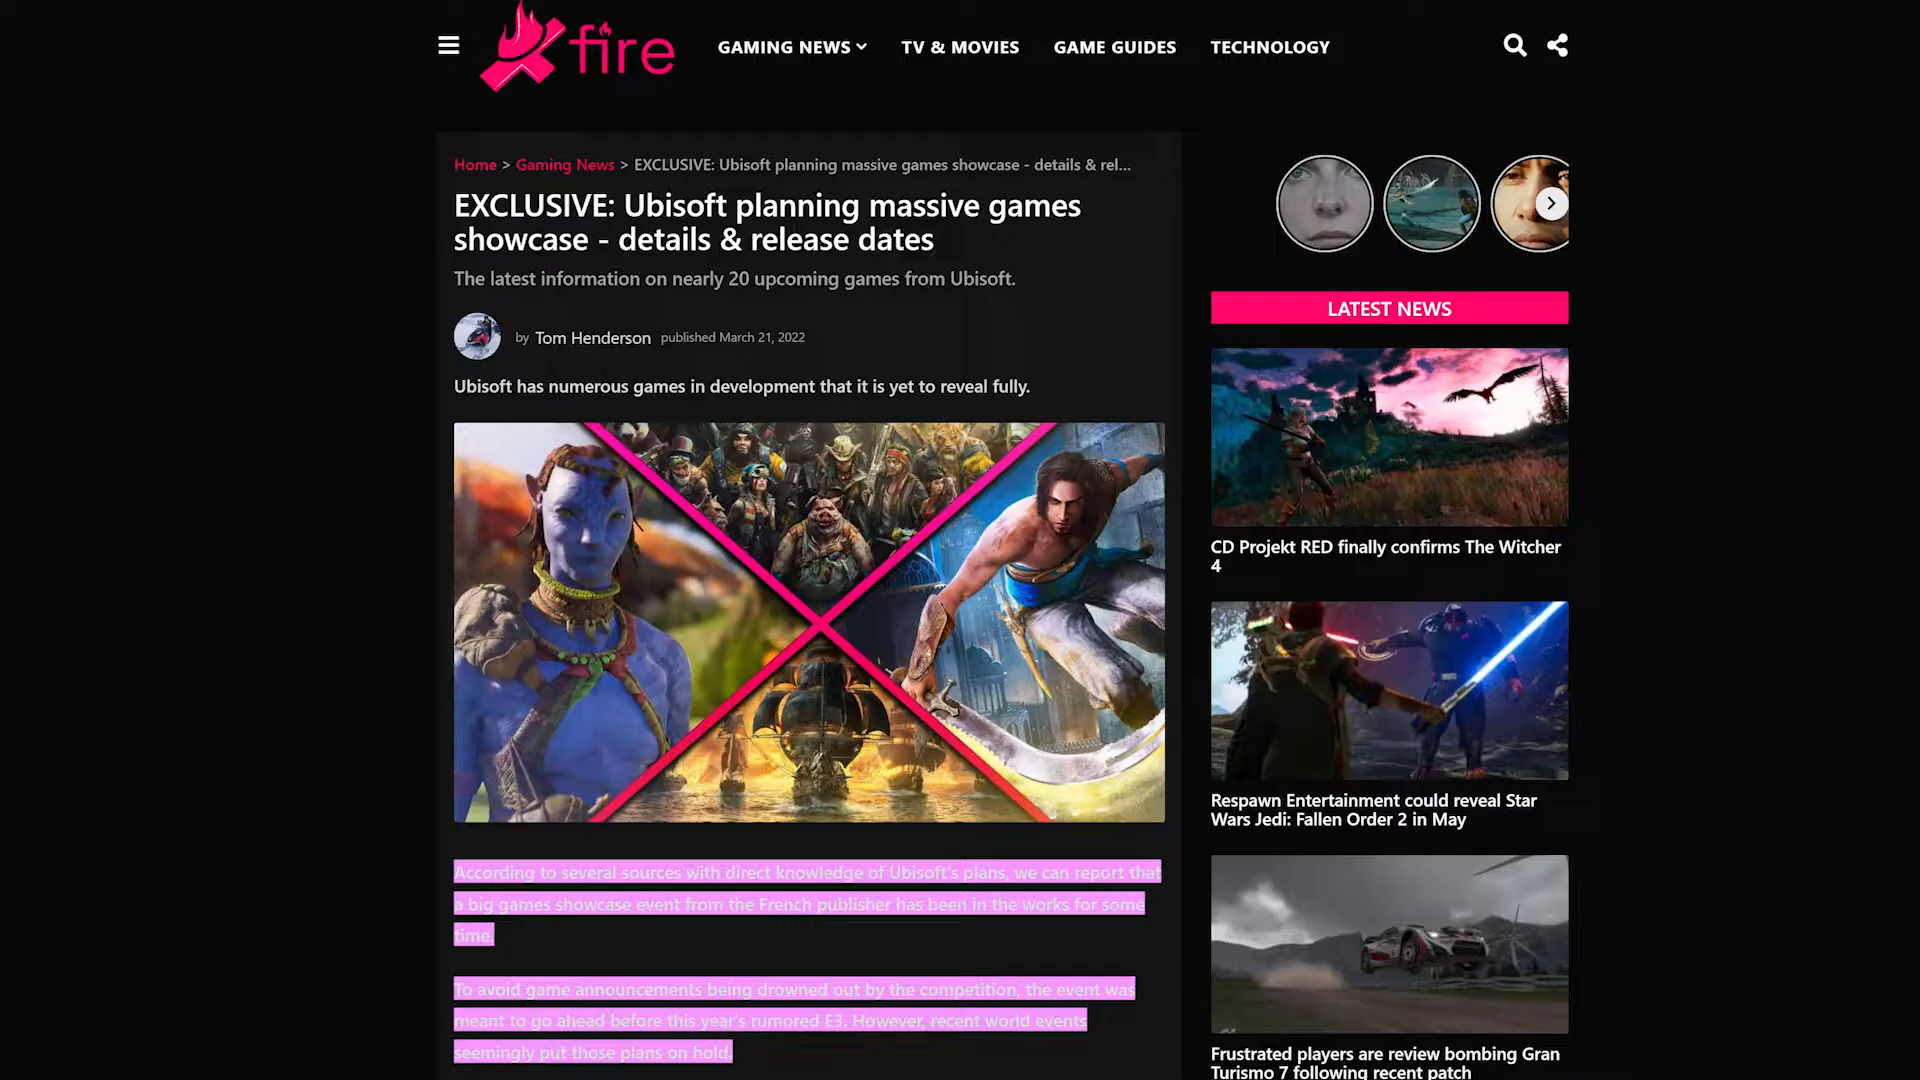 fire
GAMING NEWS
TV & MOVIES
GAME GUIDES
TECHNOLOGY
Home > Gaming News > EXCLUSIVE: Ubisoft planning massive games showcase - details & rel...
EXCLUSIVE: Ubisoft planning massive games
showcase - details & release dates
The latest information on nearly 20 upcoming games from Ubisoft.
by Tom Henderson published March 21, 2022
Ubisoft has numerous games in development that it is yet to reveal fully.
According to several sources with direct knowledge of Ubisoft's plans, we can report that
a big games showcase event from the French publisher has been in the works for some
time.
To avoid game announcements being drowned out by the competition, the event was
meant to go ahead before this year's rumored E3. However, recent world events
seemingly put those plans on hold.
LATEST NEWS
CD Projekt RED finally confirms The Witcher
4
Respawn Entertainment could reveal Star
Wars Jedi: Fallen Order 2 in May
Frustrated players are review bombing Gran
Turismo 7 following recent patch